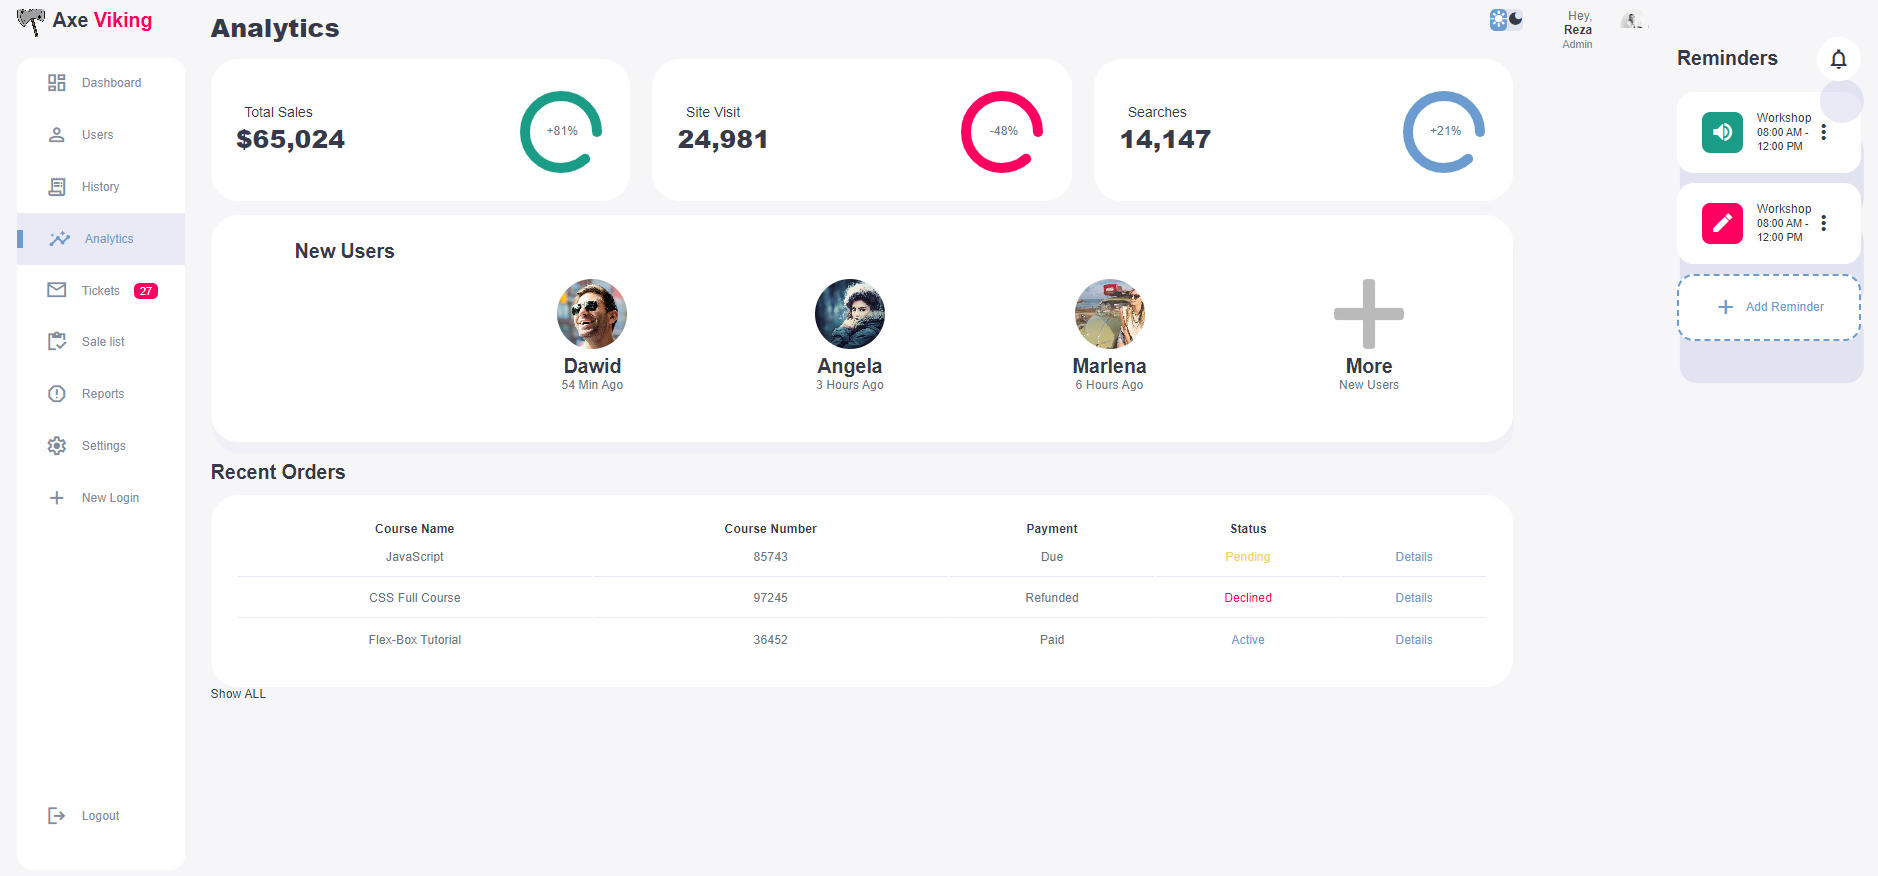 Axe Viking
Dashboard
Users
History
Analytics
Tickets 27
Sale list
Reports
Settings
New Login
Logout
Analytics
Total Sales
$65,024
+81%
Site Visit
24,981
-48%
Searches
14,147
+21%
New Users
Dawid
54 Min Ago
Angela
3 Hours Ago
Marlena
6 Hours Ago
More
New Users
Recent Orders
Course Name Course Number Payment Status
JavaScript 85743 Due Pending Details
CSS Full Course 97245 Refunded Declined Details
Flex-Box Tutorial 36452 Paid Active Details
Show ALL
Hey,
Reza
Admin
Reminders
Workshop
08:00 AM -
12:00 PM
Workshop
08:00 AM -
12:00 PM
Add Reminder